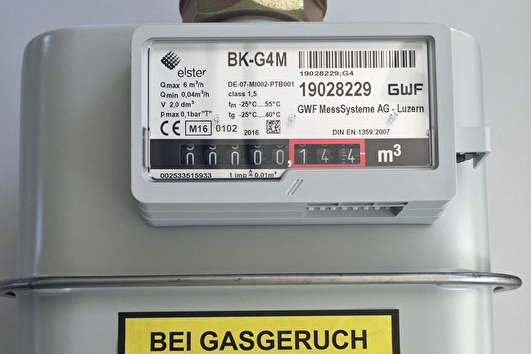 elster
BK-G4M
19028229;G4
Qmax 6 m³/h
DE-07-MI002-PTB001
19028229 GWF
Qmin 0,04m³/h
class 1,5
GWF MessSysteme AG - Luzern
V 2,0 dm³
tm -25°C...55°C
pmax 0,1bar"T"
tg -25°C...40°C
CE M16 0102 2016
DIN EN 1359:2007
00000,144 m³
002533515933
1 imp ≙ 0.01m³
BEI GASGERUCH